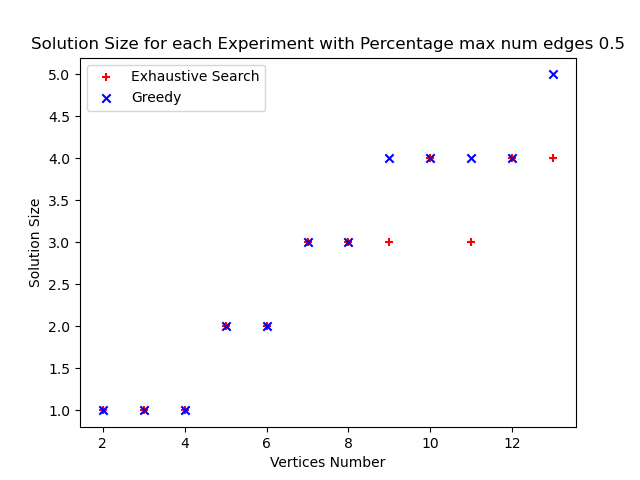 Solution Size for each Experiment with Percentage max num edges 0.5
Exhaustive Search
Greedy
5.0
4.5
4.0
3.5
3.0
2.5
2.0
1.5
1.0
Solution Size
2 4 6 8 10 12
Vertices Number